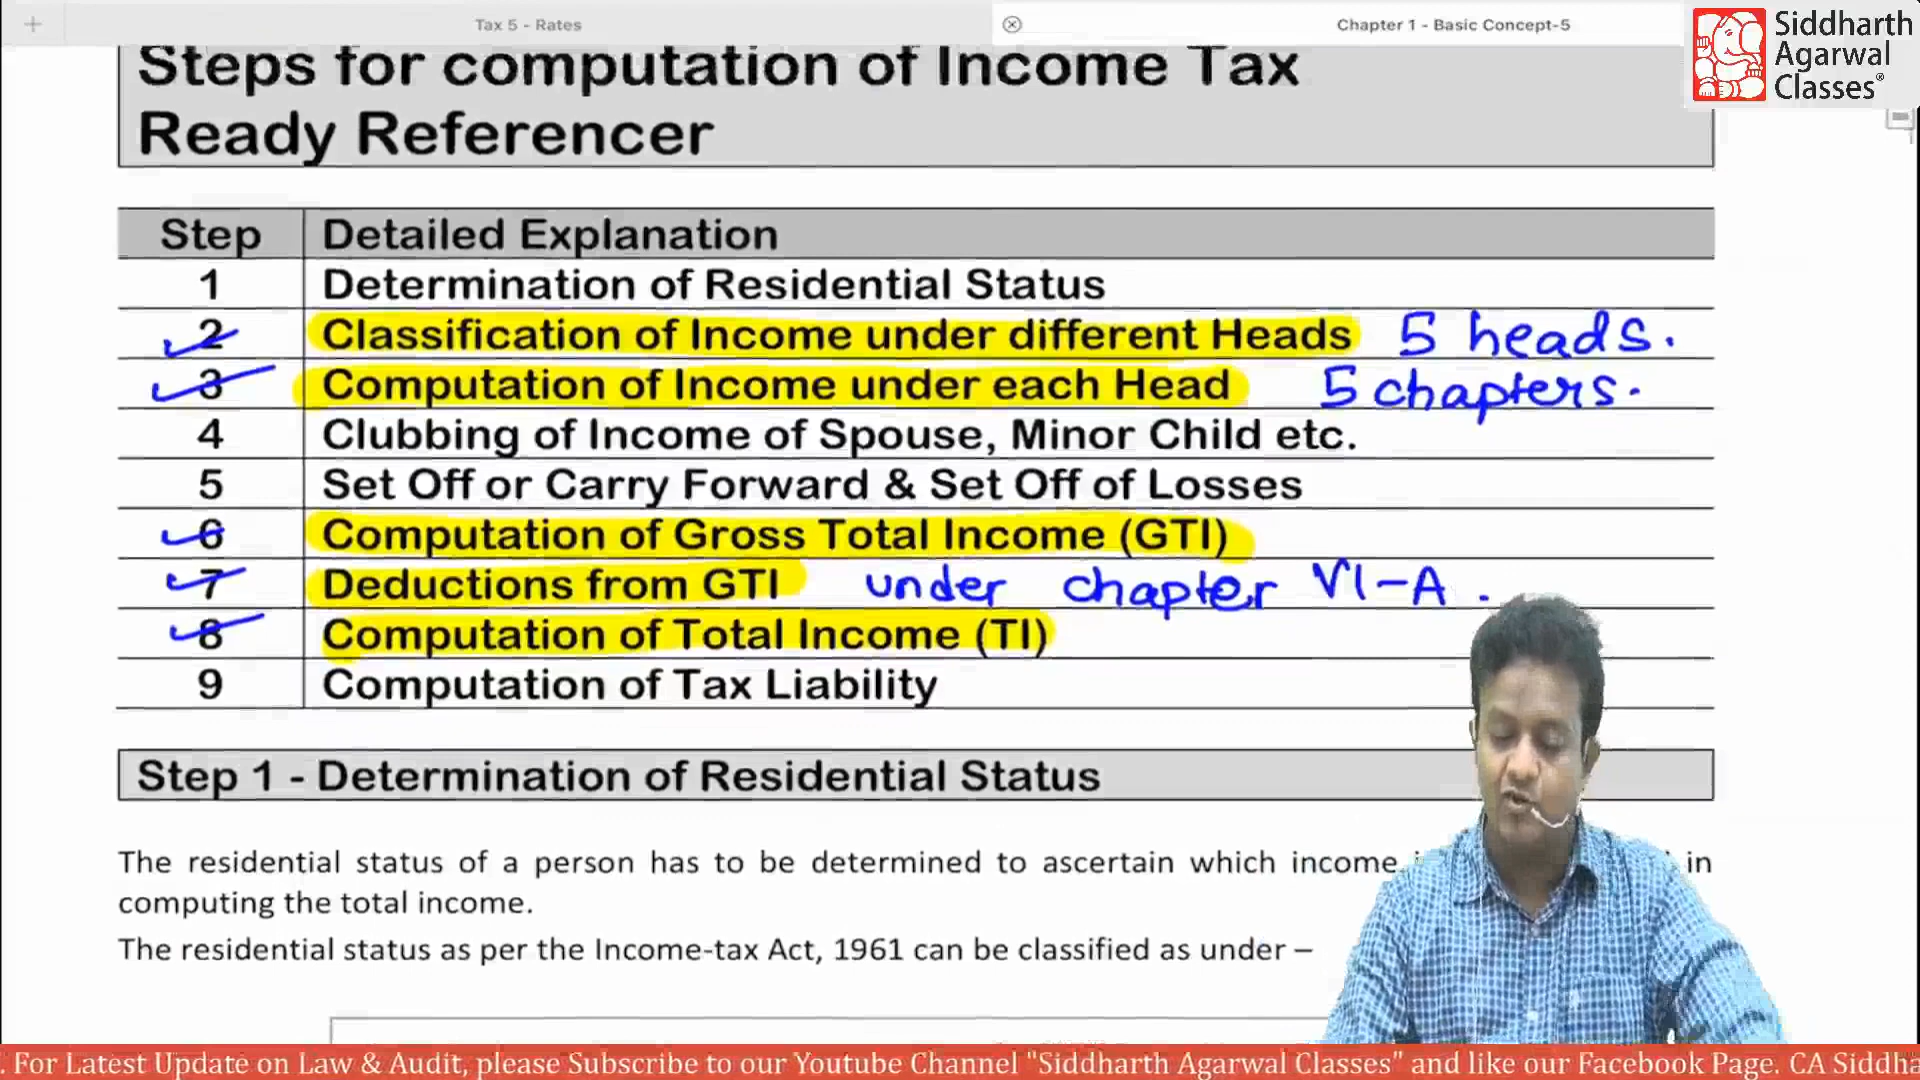 Tax 5 - Rates
Chapter 1 - Basic Concept-5
Siddharth
Agarwal
Classes®
Steps for computation of Income Tax
Ready Referencer
Step Detailed Explanation
1 Determination of Residential Status
2 Classification of Income under different Heads 5 heads.
3 Computation of Income under each Head 5 chapters.
4 Clubbing of Income of Spouse, Minor Child etc.
5 Set Off or Carry Forward & Set Off of Losses
6 Computation of Gross Total Income (GTI)
7 Deductions from GTI under chapter VI-A.
8 Computation of Total Income (TI)
9 Computation of Tax Liability
Step 1 - Determination of Residential Status
The residential status of a person has to be determined to ascertain which income in
computing the total income.
The residential status as per the Income-tax Act, 1961 can be classified as under –
. For Latest Update on Law & Audit, please Subscribe to our Youtube Channel "Siddharth Agarwal Classes" and like our Facebook Page. CA